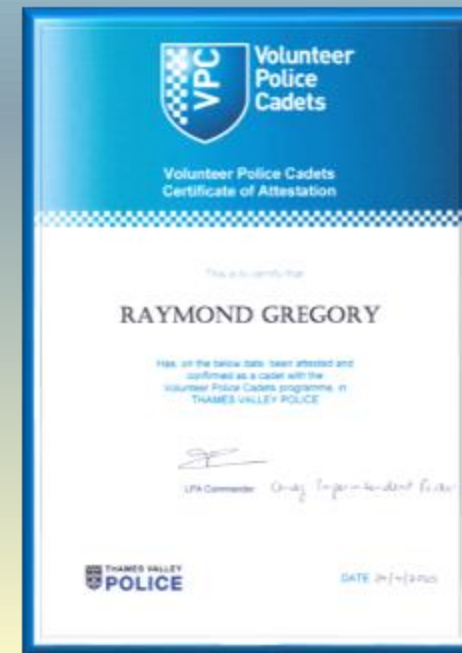 VPC
Volunteer
Police
Cadets
Volunteer Police Cadets
Certificate of Attestation
This is to certify that
RAYMOND GREGORY
Has, on the below date, been attested and
confirmed as a cadet with the
Volunteer Police Cadets programme, in
THAMES VALLEY POLICE
LPA Commander
THAMES VALLEY
POLICE
DATE